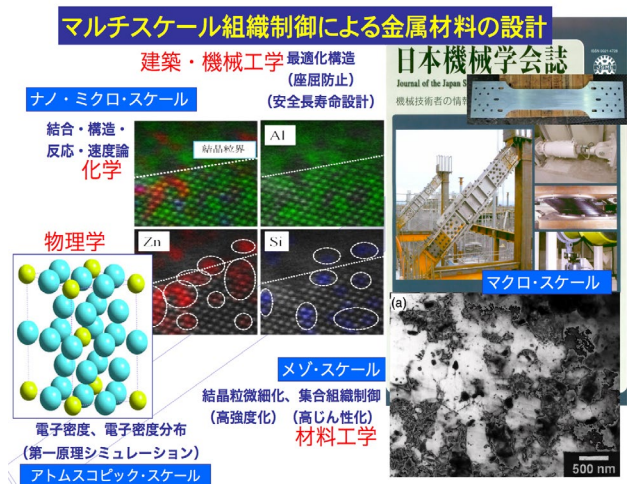 マルチスケール組織制御による金属材料の設計
建築・機械工学
最適化構造
(座屈防止)
(安全長寿命設計)
ナノ・ミクロ・スケール
結合・構造・
反応・速度論
化学
結晶粒界
Al
Zn
Si
物理学
電子密度、電子密度分布
(第一原理シミュレーション)
アトムスコピック・スケール
メゾ・スケール
結晶粒微細化、集合組織制御
(高強度化) (高じん性化)
材料工学
日本機械学会誌
Journal of the Japan S
機械技術者の情
マクロ・スケール
(a)
500 nm